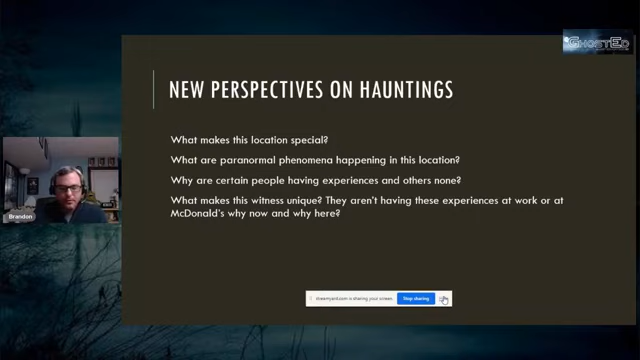 GHOSTED
NEW PERSPECTIVES ON HAUNTINGS
What makes this location special?
What are paranormal phenomena happening in this location?
Why are certain people having experiences and others none?
What makes this witness unique? They aren't having these experiences at work or at
McDonald's why now and why here?
Brandon
streamyard.com is sharing your screen.
Stop sharing